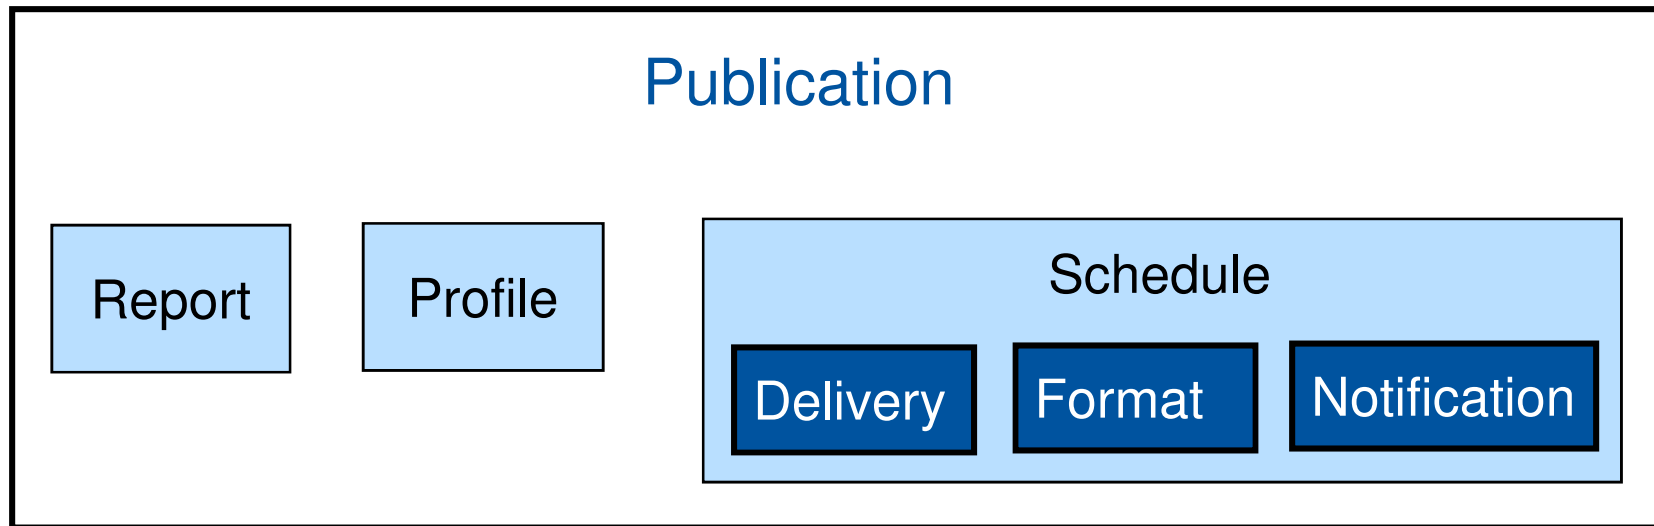 Publication
Report
Profile
Schedule
Delivery
Format
Notification